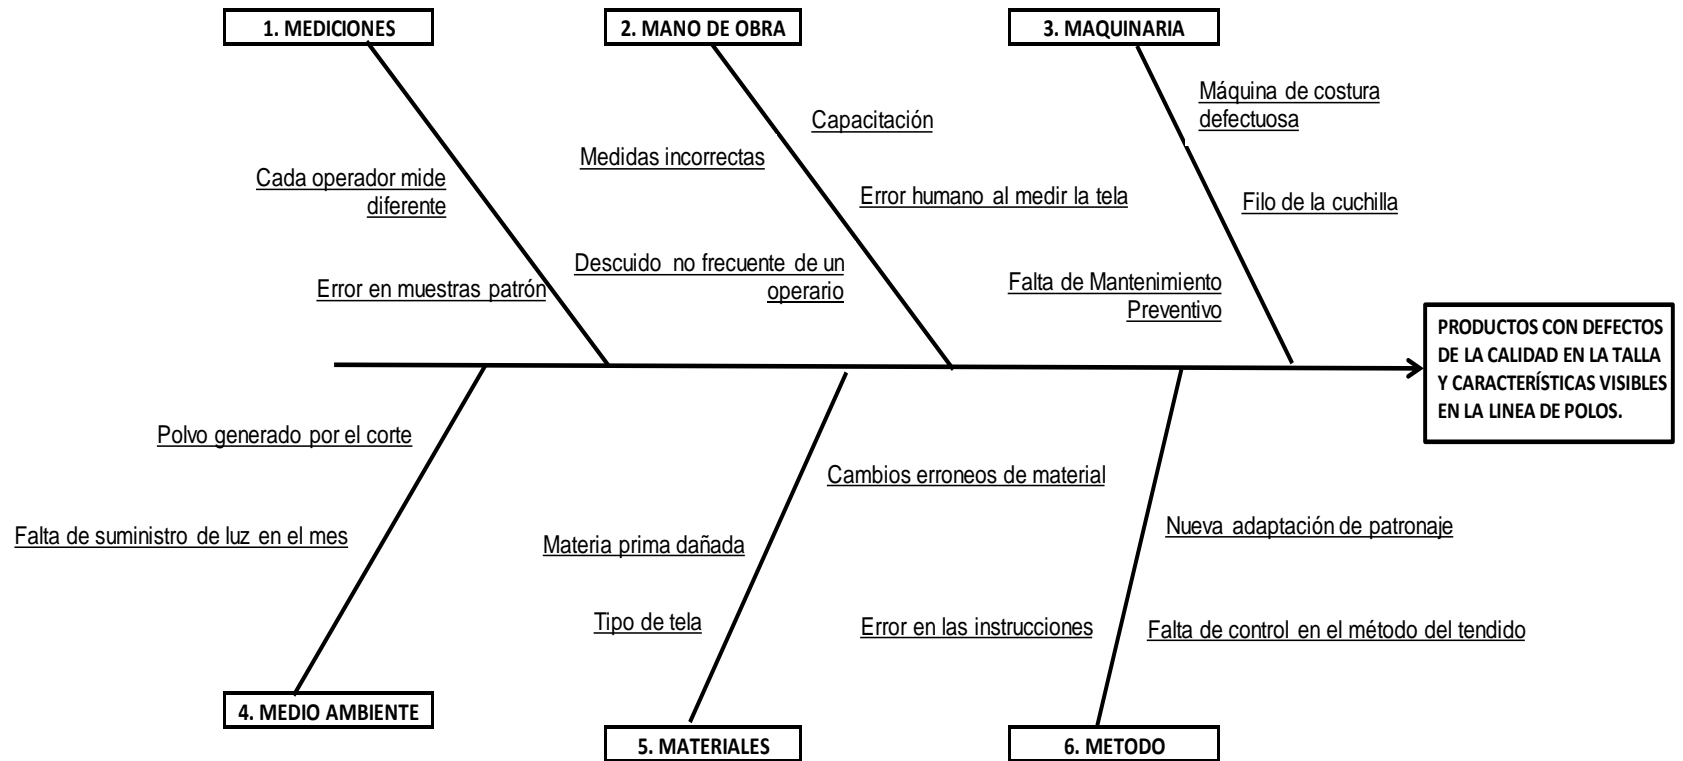 1. MEDICIONES
2. MANO DE OBRA
3. MAQUINARIA
Máquina de costura
defectuosa
Capacitación
Medidas incorrectas
Cada operador mide
diferente
Error humano al medir la tela
Filo de la cuchilla
Descuido no frecuente de un
operario
Error en muestras patrón
Falta de Mantenimiento
Preventivo
PRODUCTOS CON DEFECTOS
DE LA CALIDAD EN LA TALLA
Y CARACTERÍSTICAS VISIBLES
EN LA LINEA DE POLOS.
Polvo generado por el corte
Cambios erroneos de material
Falta de suministro de luz en el mes
Materia prima dañada
Nueva adaptación de patronaje
Tipo de tela
Error en las instrucciones
Falta de control en el método del tendido
4. MEDIO AMBIENTE
5. MATERIALES
6. METODO